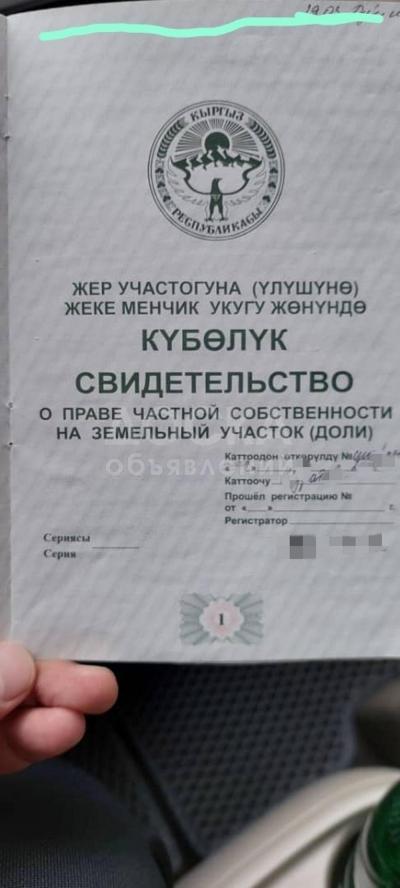 КЫРГЫЗ
РЕСПУБЛИКАСЫ
ЖЕР УЧАСТОГУНА (ҮЛҮШҮНӨ)
ЖЕКЕ МЕНЧИК УКУГУ ЖӨНҮНДӨ
КҮБӨЛҮК
СВИДЕТЕЛЬСТВО
О ПРАВЕ ЧАСТНОЙ СОБСТВЕННОСТИ
НА ЗЕМЕЛЬНЫЙ УЧАСТОК (ДОЛИ)
объявления
Каттоодон өткөрүлдү №
Каттоочу
Прошёл регистрацию №
от «___» г.
Регистратор
Сериясы
Серия
1